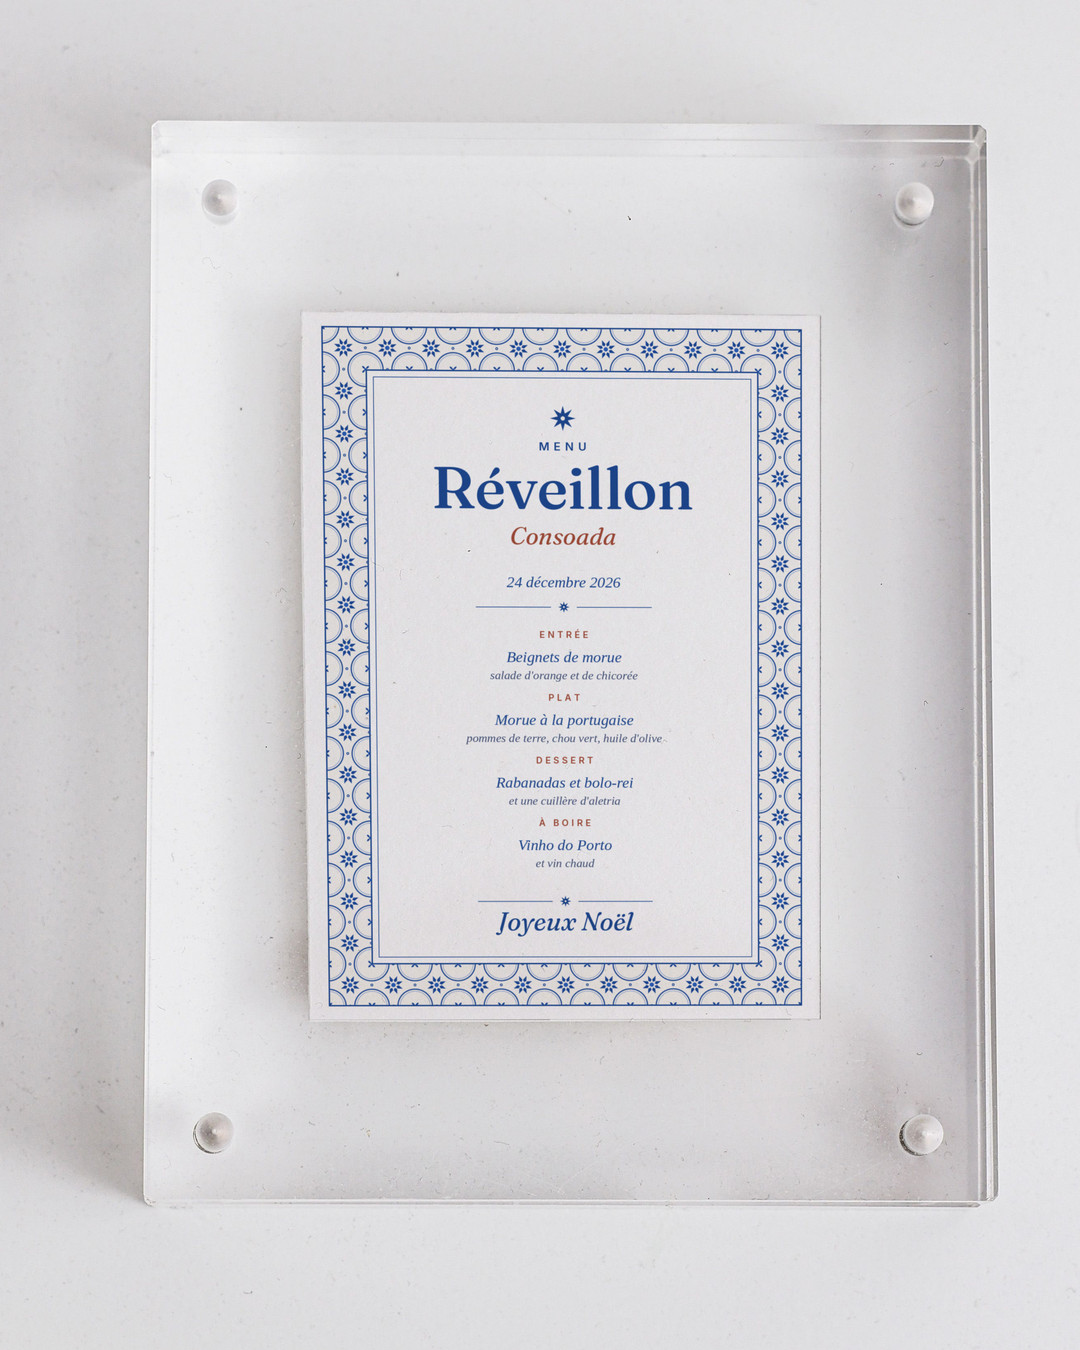 MENU
Réveillon
Consoada
24 décembre 2026
ENTRÉE
Beignets de morue
salade d'orange et de chicorée
PLAT
Morue à la portugaise
pommes de terre, chou vert, huile d'olive
DESSERT
Rabanadas et bolo-rei
et une cuillère d'aletria
À BOIRE
Vinho do Porto
et vin chaud
Joyeux Noël